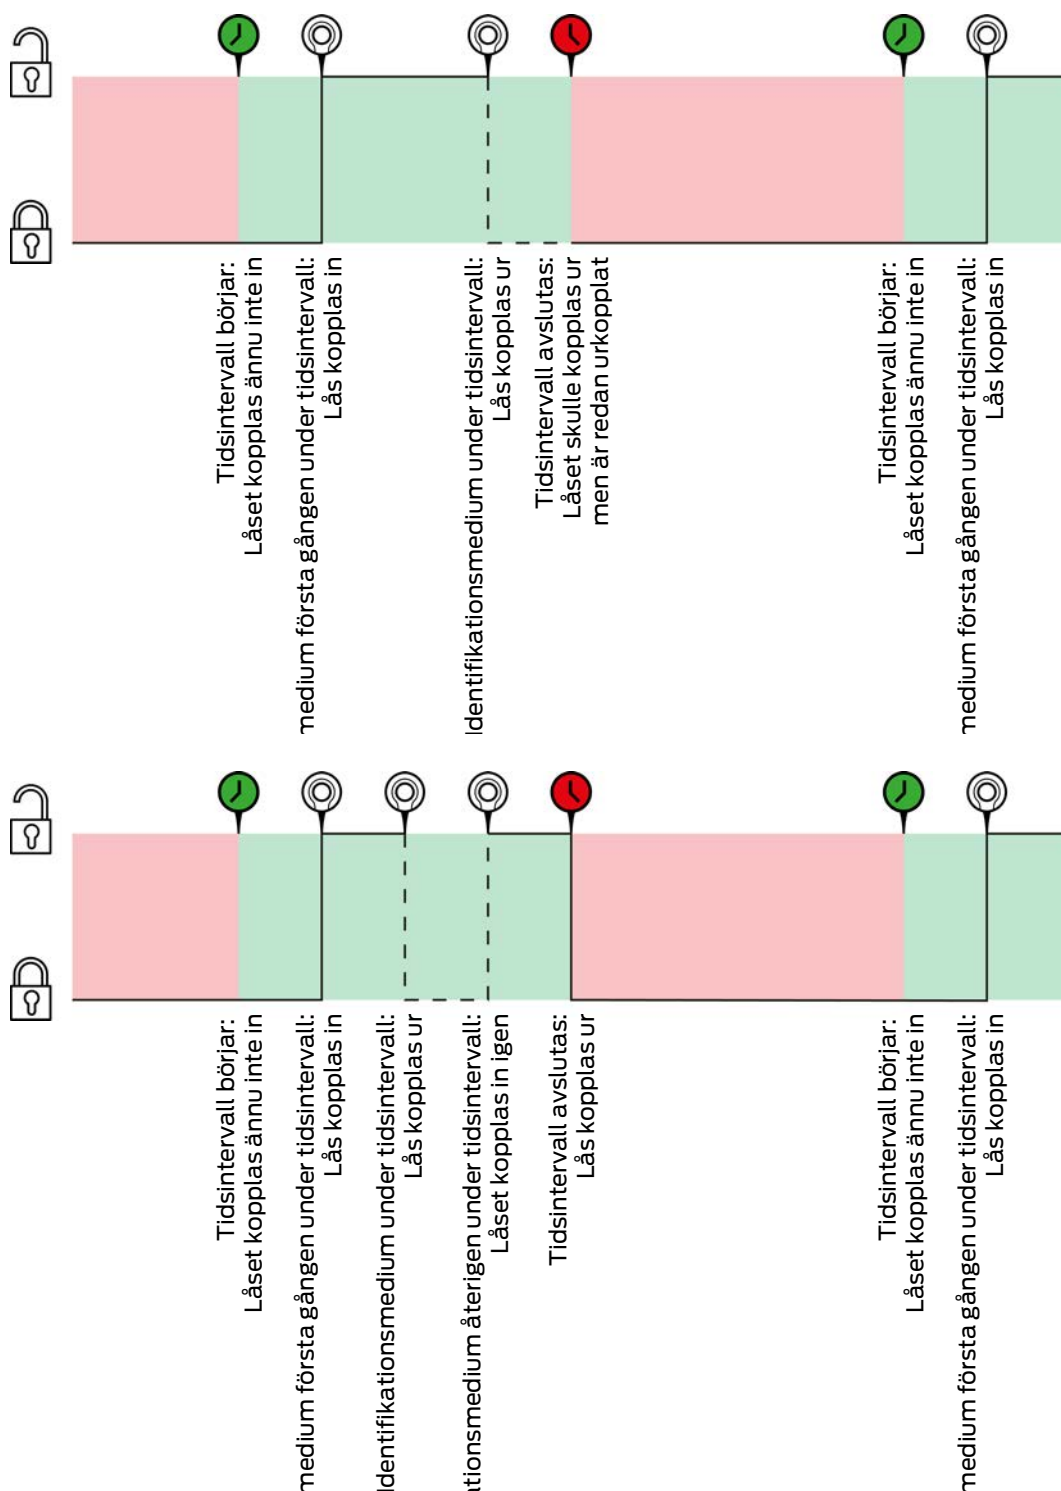 Tidsintervall börjar:
Låset kopplas ännu inte in
medium första gången under tidsintervall:
Lås kopplas in
Identifikationsmedium under tidsintervall:
Lås kopplas ur
Tidsintervall avslutas:
Låset skulle kopplas ur
men är redan urkopplat
Tidsintervall börjar:
Låset kopplas ännu inte in
medium första gången under tidsintervall:
Lås kopplas in
Tidsintervall börjar:
Låset kopplas ännu inte in
medium första gången under tidsintervall:
Lås kopplas in
Identifikationsmedium under tidsintervall:
Lås kopplas ur
ationsmedium återigen under tidsintervall:
Låset kopplas in igen
Tidsintervall avslutas:
Lås kopplas ur
Tidsintervall börjar:
Låset kopplas ännu inte in
medium första gången under tidsintervall:
Lås kopplas in